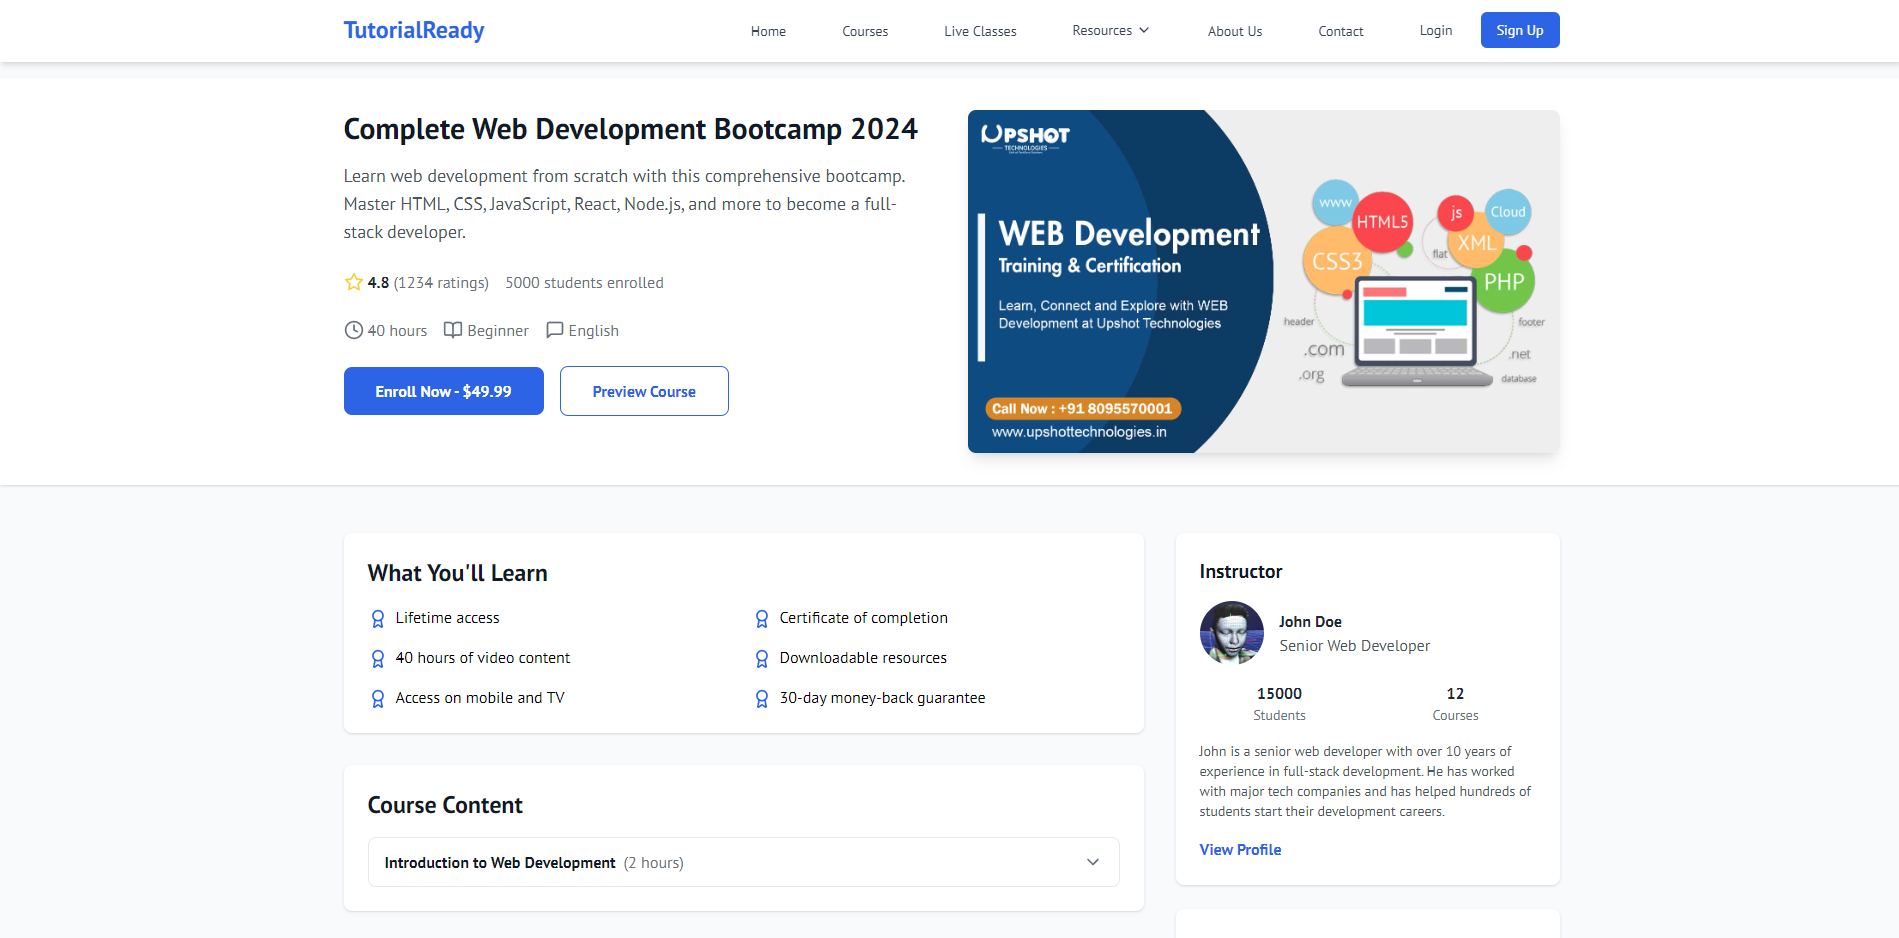 TutorialReady
Home
Courses
Live Classes
Resources
About Us
Contact
Login
Sign Up
Complete Web Development Bootcamp 2024
Learn web development from scratch with this comprehensive bootcamp.
Master HTML, CSS, JavaScript, React, Node.js, and more to become a full-
stack developer.
4.8 (1234 ratings) 5000 students enrolled
40 hours Beginner English
Enroll Now - $49.99
Preview Course
UPSHOT
TECHNOLOGIES
WEB Development
Training & Certification
Learn, Connect and Explore with WEB
Development at Upshot Technologies
Call Now : +91 8095570001
www.upshottechnologies.in
www
HTML5
js
Cloud
flat
XML
CSS3
PHP
header
footer
.com
.net
.org
database
What You'll Learn
Lifetime access
Certificate of completion
40 hours of video content
Downloadable resources
Access on mobile and TV
30-day money-back guarantee
Course Content
Introduction to Web Development (2 hours)
Instructor
John Doe
Senior Web Developer
15000
Students
12
Courses
John is a senior web developer with over 10 years of
experience in full-stack development. He has worked
with major tech companies and has helped hundreds of
students start their development careers.
View Profile